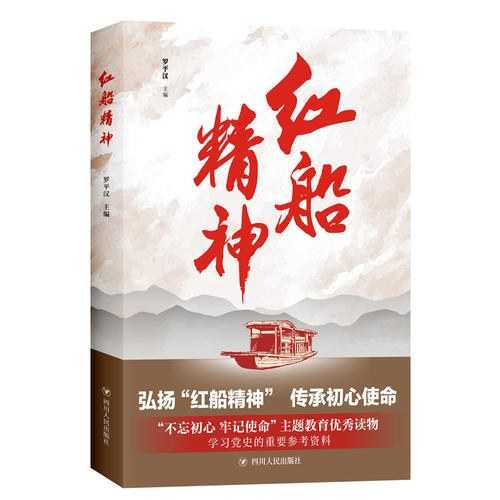 红船精神
罗平汉 主编
罗平汉 主编
红船
精神
弘扬“红船精神” 传承初心使命
“不忘初心 牢记使命”主题教育优秀读物
学习党史的重要参考资料
四川人民出版社